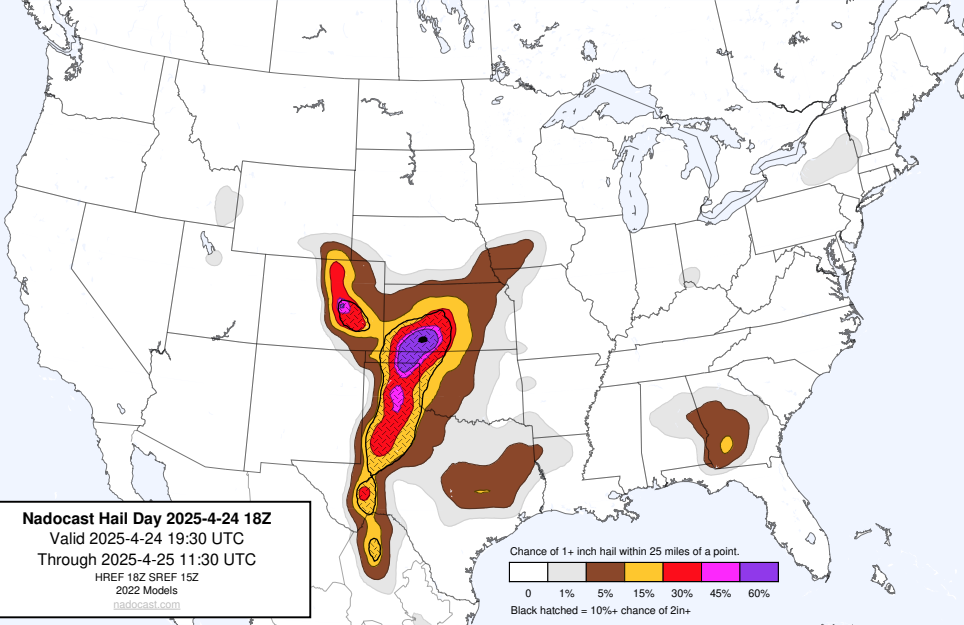 Nadocast Hail Day 2025-4-24 18Z
Valid 2025-4-24 19:30 UTC
Through 2025-4-25 11:30 UTC
HREF 18Z SREF 15Z
2022 Models
nadocast.com
Chance of 1+ inch hail within 25 miles of a point.
0 1% 5% 15% 30% 45% 60%
Black hatched = 10%+ chance of 2in+